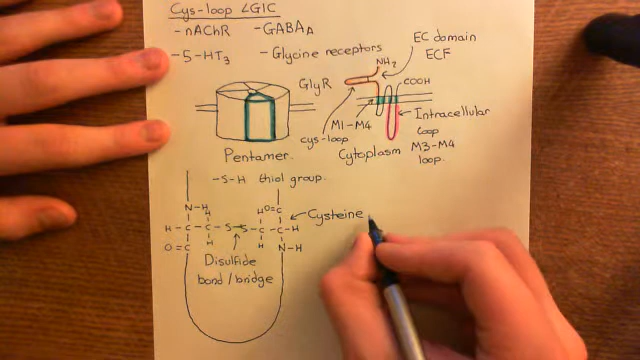 Cys-loop LGIC
-nAChR -GABAA
-5-HT3 -Glycine receptors
EC domain
ECF
NH2
GlyR
COOH
M1-M4
cys-loop
Intracellular
loop
M3-M4
loop.
Pentamer.
Cytoplasm
-S-H thiol group.
N-H
H
H-C-C-S-S-C-C-H
H
O=C
HO=C
H
N-H
Cysteine
Disulfide
bond/bridge